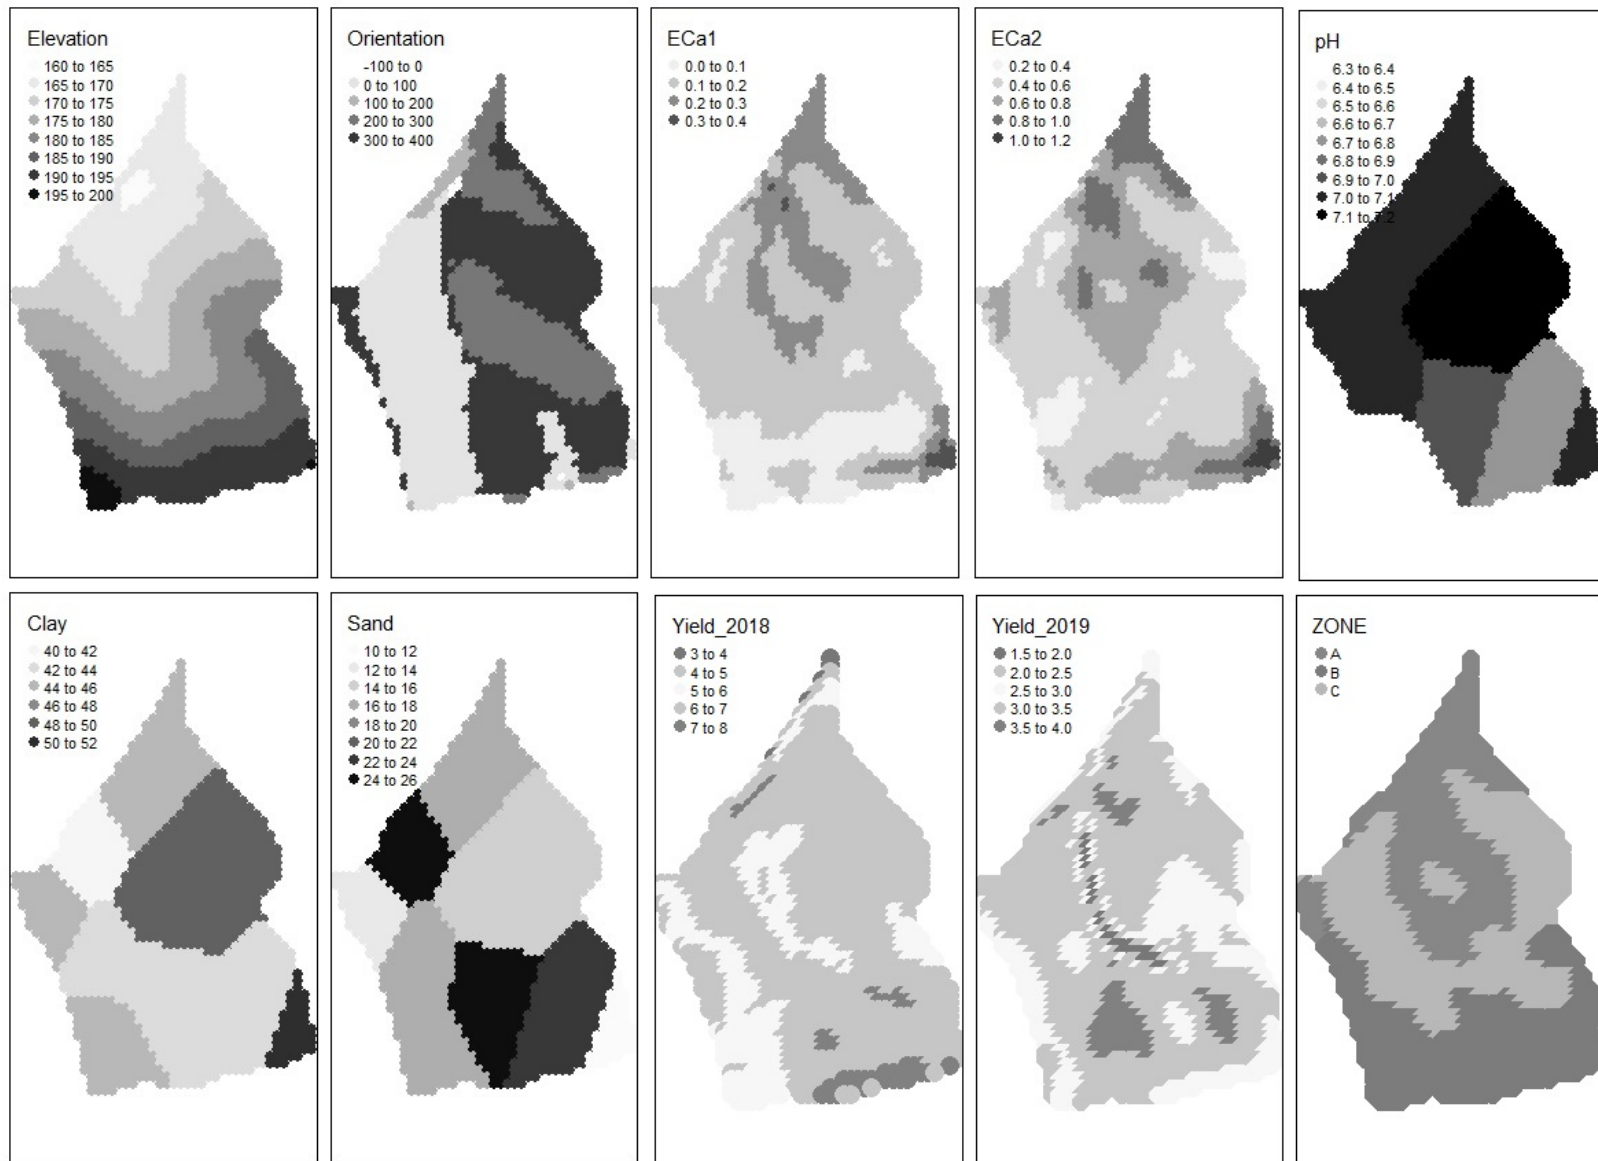 Elevation
160 to 165
165 to 170
170 to 175
175 to 180
180 to 185
185 to 190
190 to 195
195 to 200
Orientation
-100 to 0
0 to 100
100 to 200
200 to 300
300 to 400
ECa1
0.0 to 0.1
0.1 to 0.2
0.2 to 0.3
0.3 to 0.4
ECa2
0.2 to 0.4
0.4 to 0.6
0.6 to 0.8
0.8 to 1.0
1.0 to 1.2
pH
6.3 to 6.4
6.4 to 6.5
6.5 to 6.6
6.6 to 6.7
6.7 to 6.8
6.8 to 6.9
6.9 to 7.0
7.0 to 7.1
7.1 to 7.2
Clay
40 to 42
42 to 44
44 to 46
46 to 48
48 to 50
50 to 52
Sand
10 to 12
12 to 14
14 to 16
16 to 18
18 to 20
20 to 22
22 to 24
24 to 26
Yield_2018
3 to 4
4 to 5
5 to 6
6 to 7
7 to 8
Yield_2019
1.5 to 2.0
2.0 to 2.5
2.5 to 3.0
3.0 to 3.5
3.5 to 4.0
ZONE
A
B
C